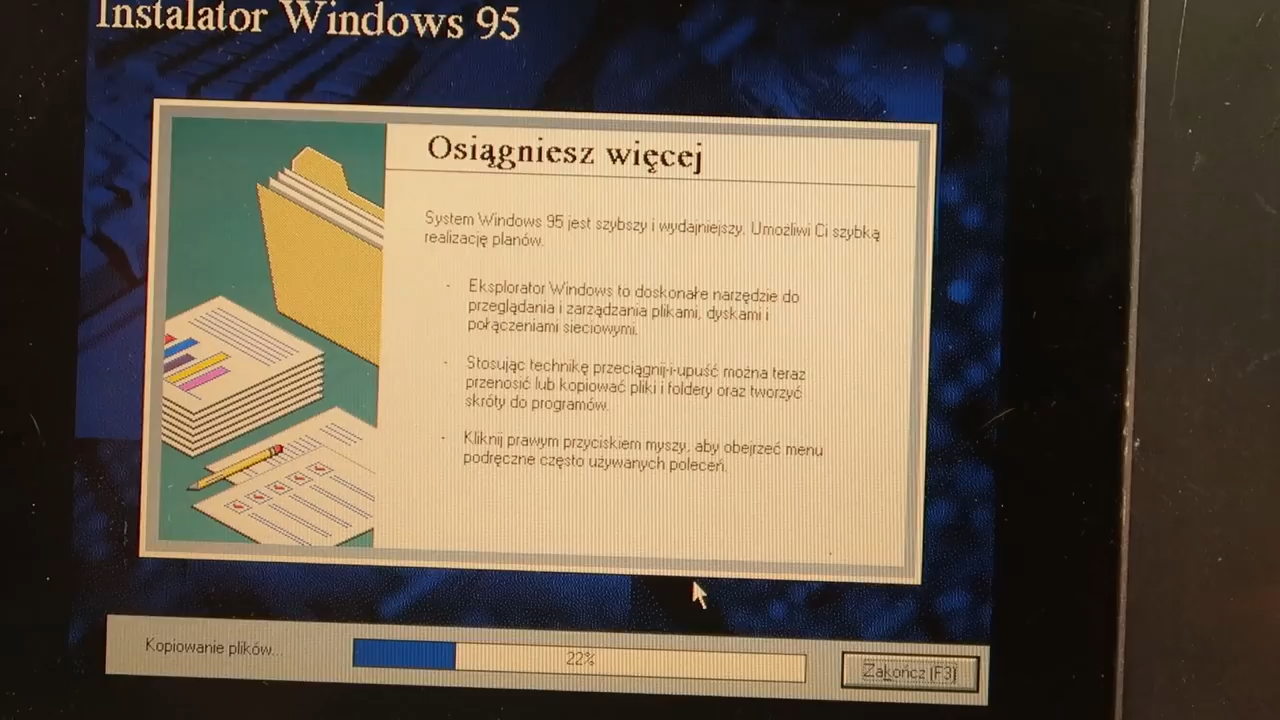 Instalator Windows 95
Osiągniesz więcej
System Windows 95 jest szybszy i wydajniejszy. Umożliwi Ci szybką
realizację planów.
- Eksplorator Windows to doskonałe narzędzie do
przeglądania i zarządzania plikami, dyskami i
połączeniami sieciowymi.
- Stosując technikę przeciągnij-i-upuść można teraz
przenosić lub kopiować pliki i foldery oraz tworzyć
skróty do programów.
- Kliknij prawym przyciskiem myszy, aby obejrzeć menu
podręczne często używanych poleceń.
Kopiowanie plików...
22%
Zakończ (F3)